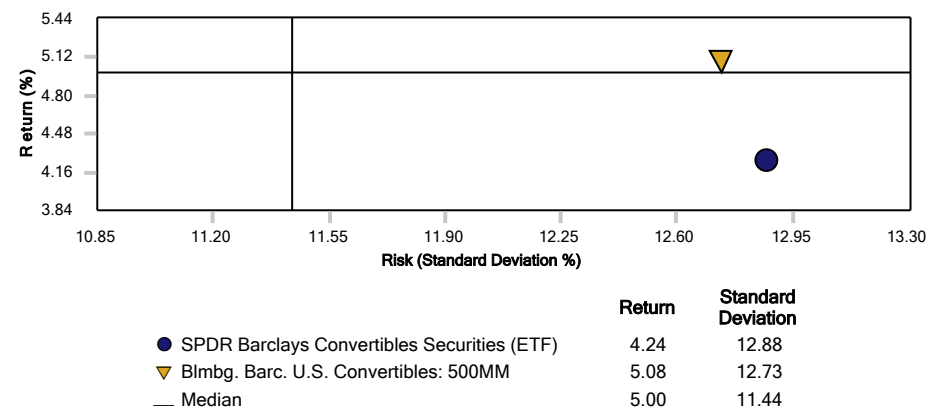 5.44
5.12
4.80
4.48
4.16
3.84
Return (%)
10.85 11.20 11.55 11.90 12.25 12.60 12.95 13.30
Risk (Standard Deviation %)
Return Standard Deviation
SPDR Barclays Convertibles Securities (ETF) 4.24 12.88
Blmbg. Barc. U.S. Convertibles: 500MM 5.08 12.73
Median 5.00 11.44